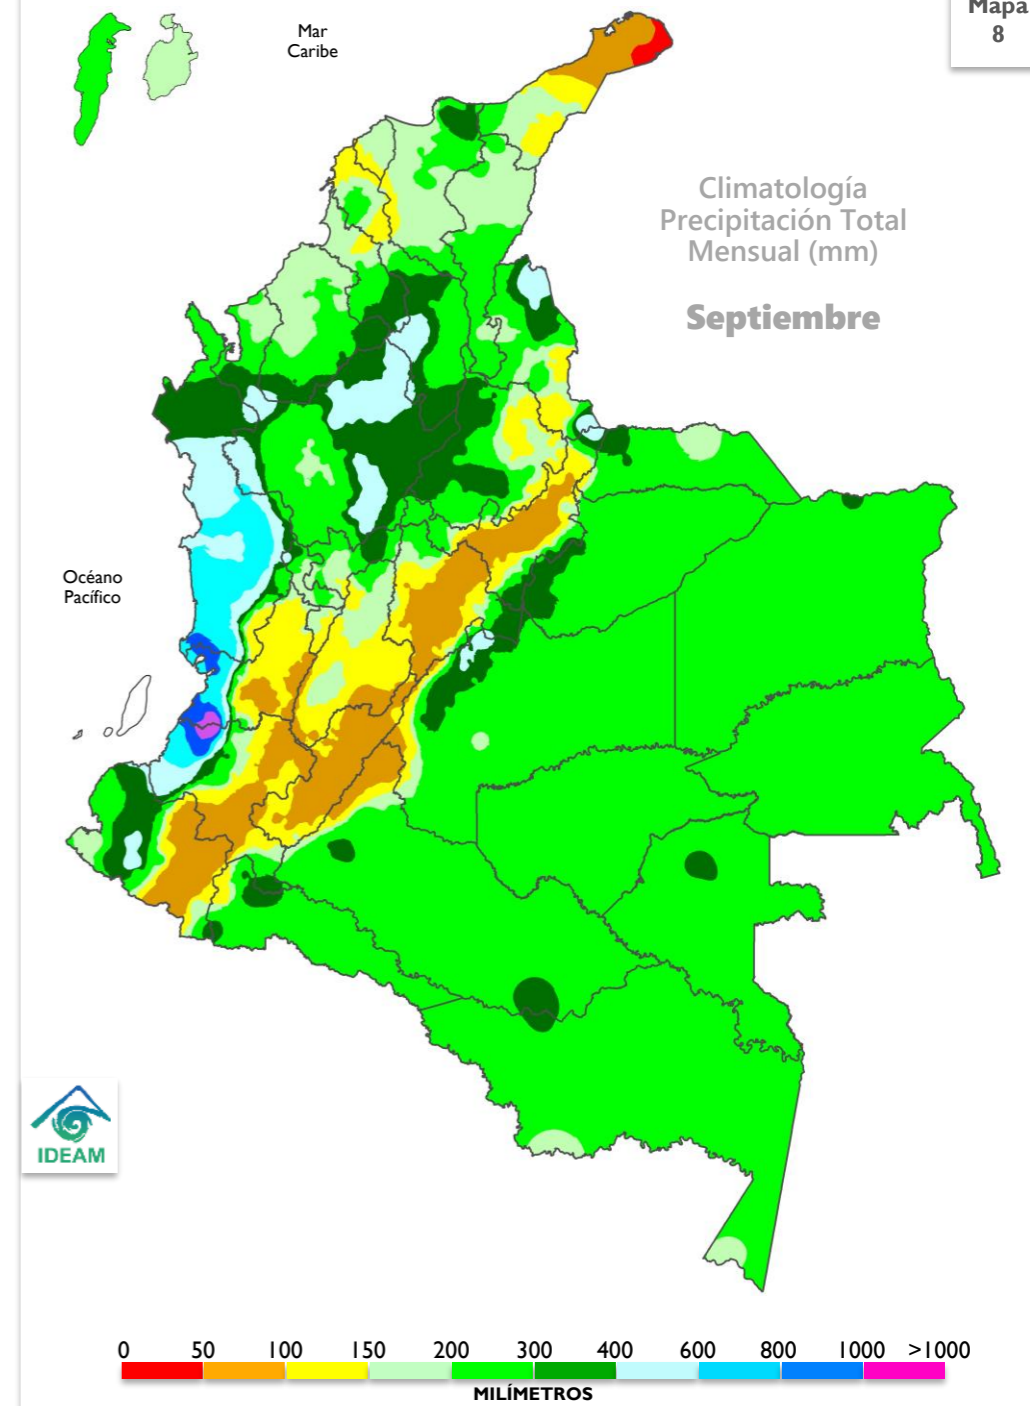 Mapa
8
Mar
Caribe
Climatología
Precipitación Total
Mensual (mm)
Septiembre
Océano
Pacífico
IDEAM
0 50 100 150 200 300 400 600 800 1000 >1000
MILÍMETROS